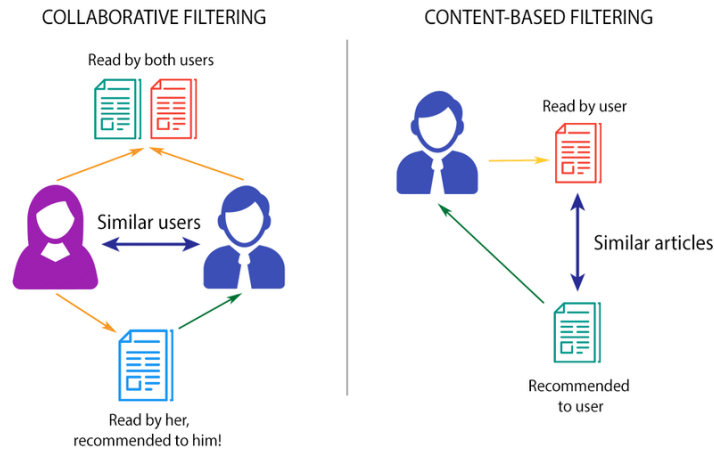 COLLABORATIVE FILTERING
Read by both users
Similar users
Read by her,
recommended to him!
CONTENT-BASED FILTERING
Read by user
Similar articles
Recommended
to user